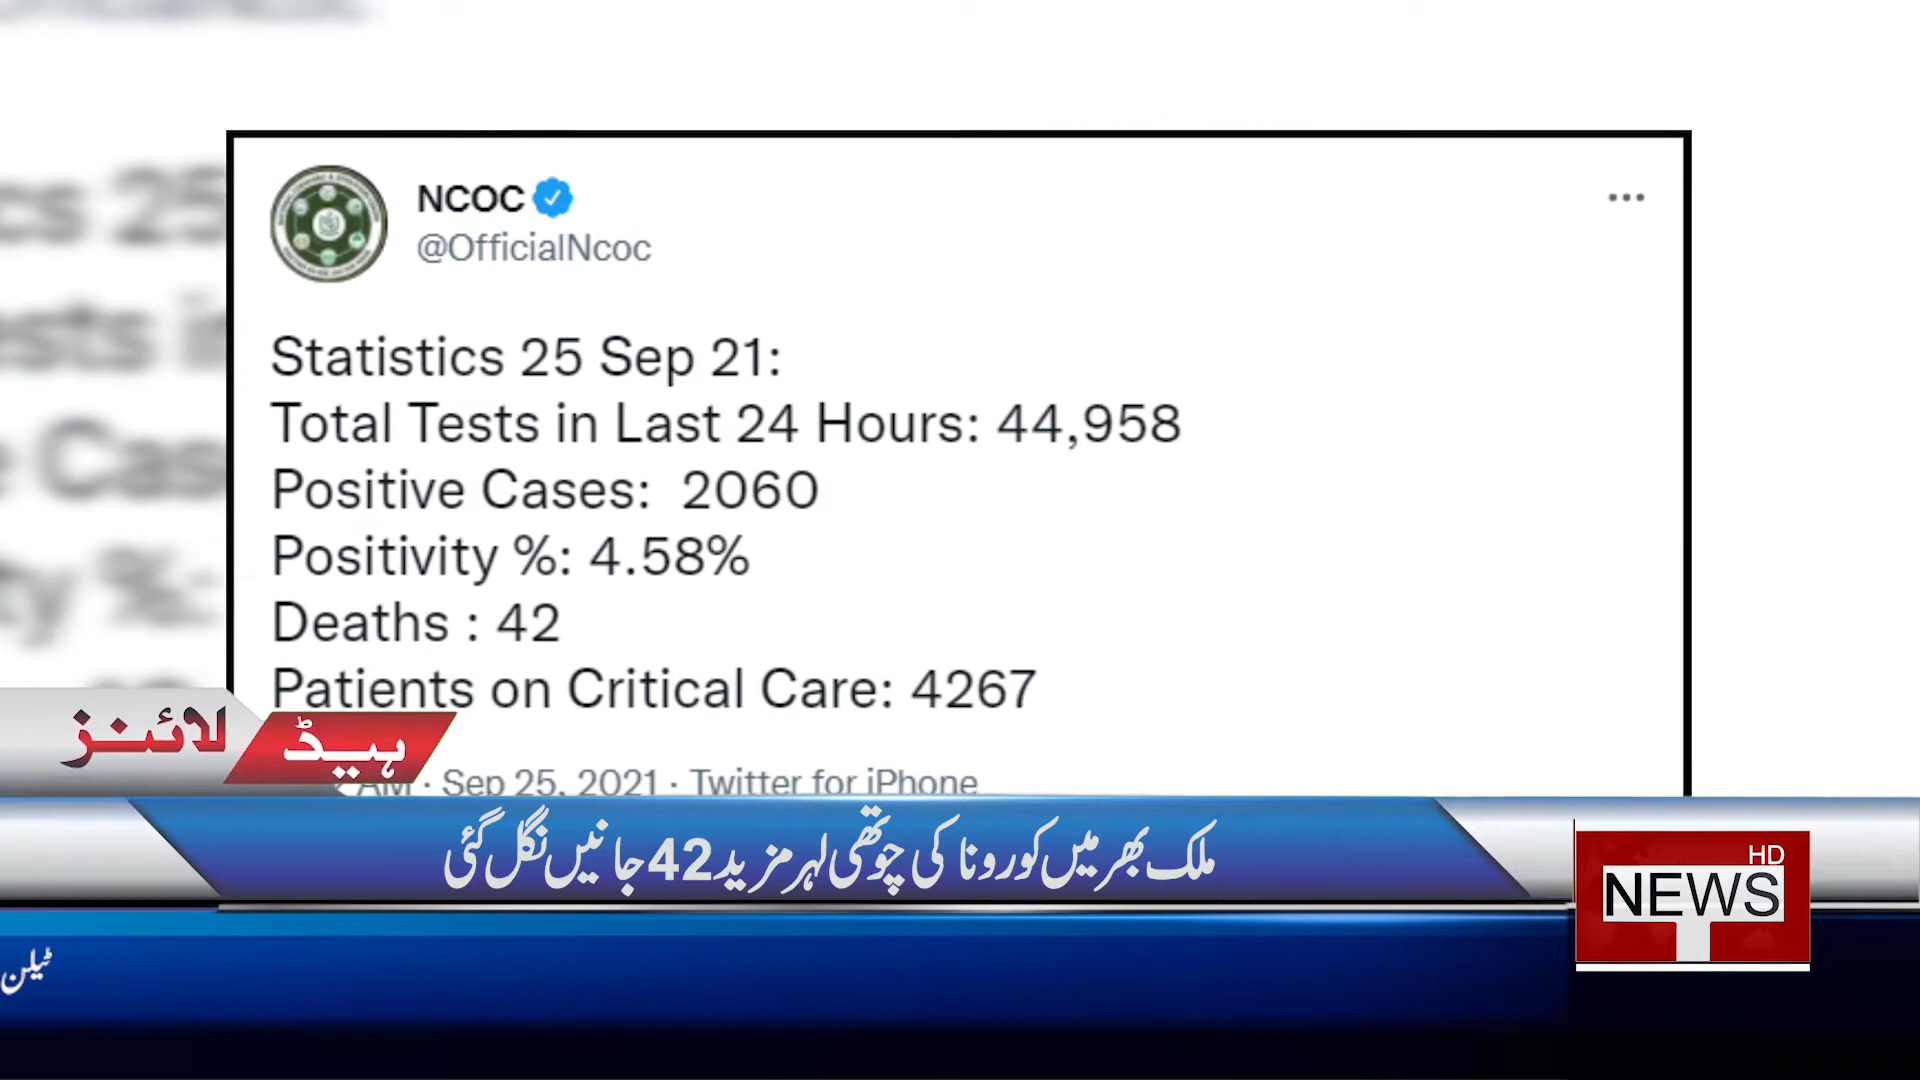 NCOC
@OfficialNcoc
Statistics 25 Sep 21:
Total Tests in Last 24 Hours: 44,958
Positive Cases: 2060
Positivity %: 4.58%
Deaths : 42
Patients on Critical Care: 4267
AM · Sep 25, 2021 · Twitter for iPhone
ہیڈ لائنز
ملک بھر میں کورونا کی چوتھی لہر مزید 42 جانیں نگل گئی
HD
NEWS
ٹیلن